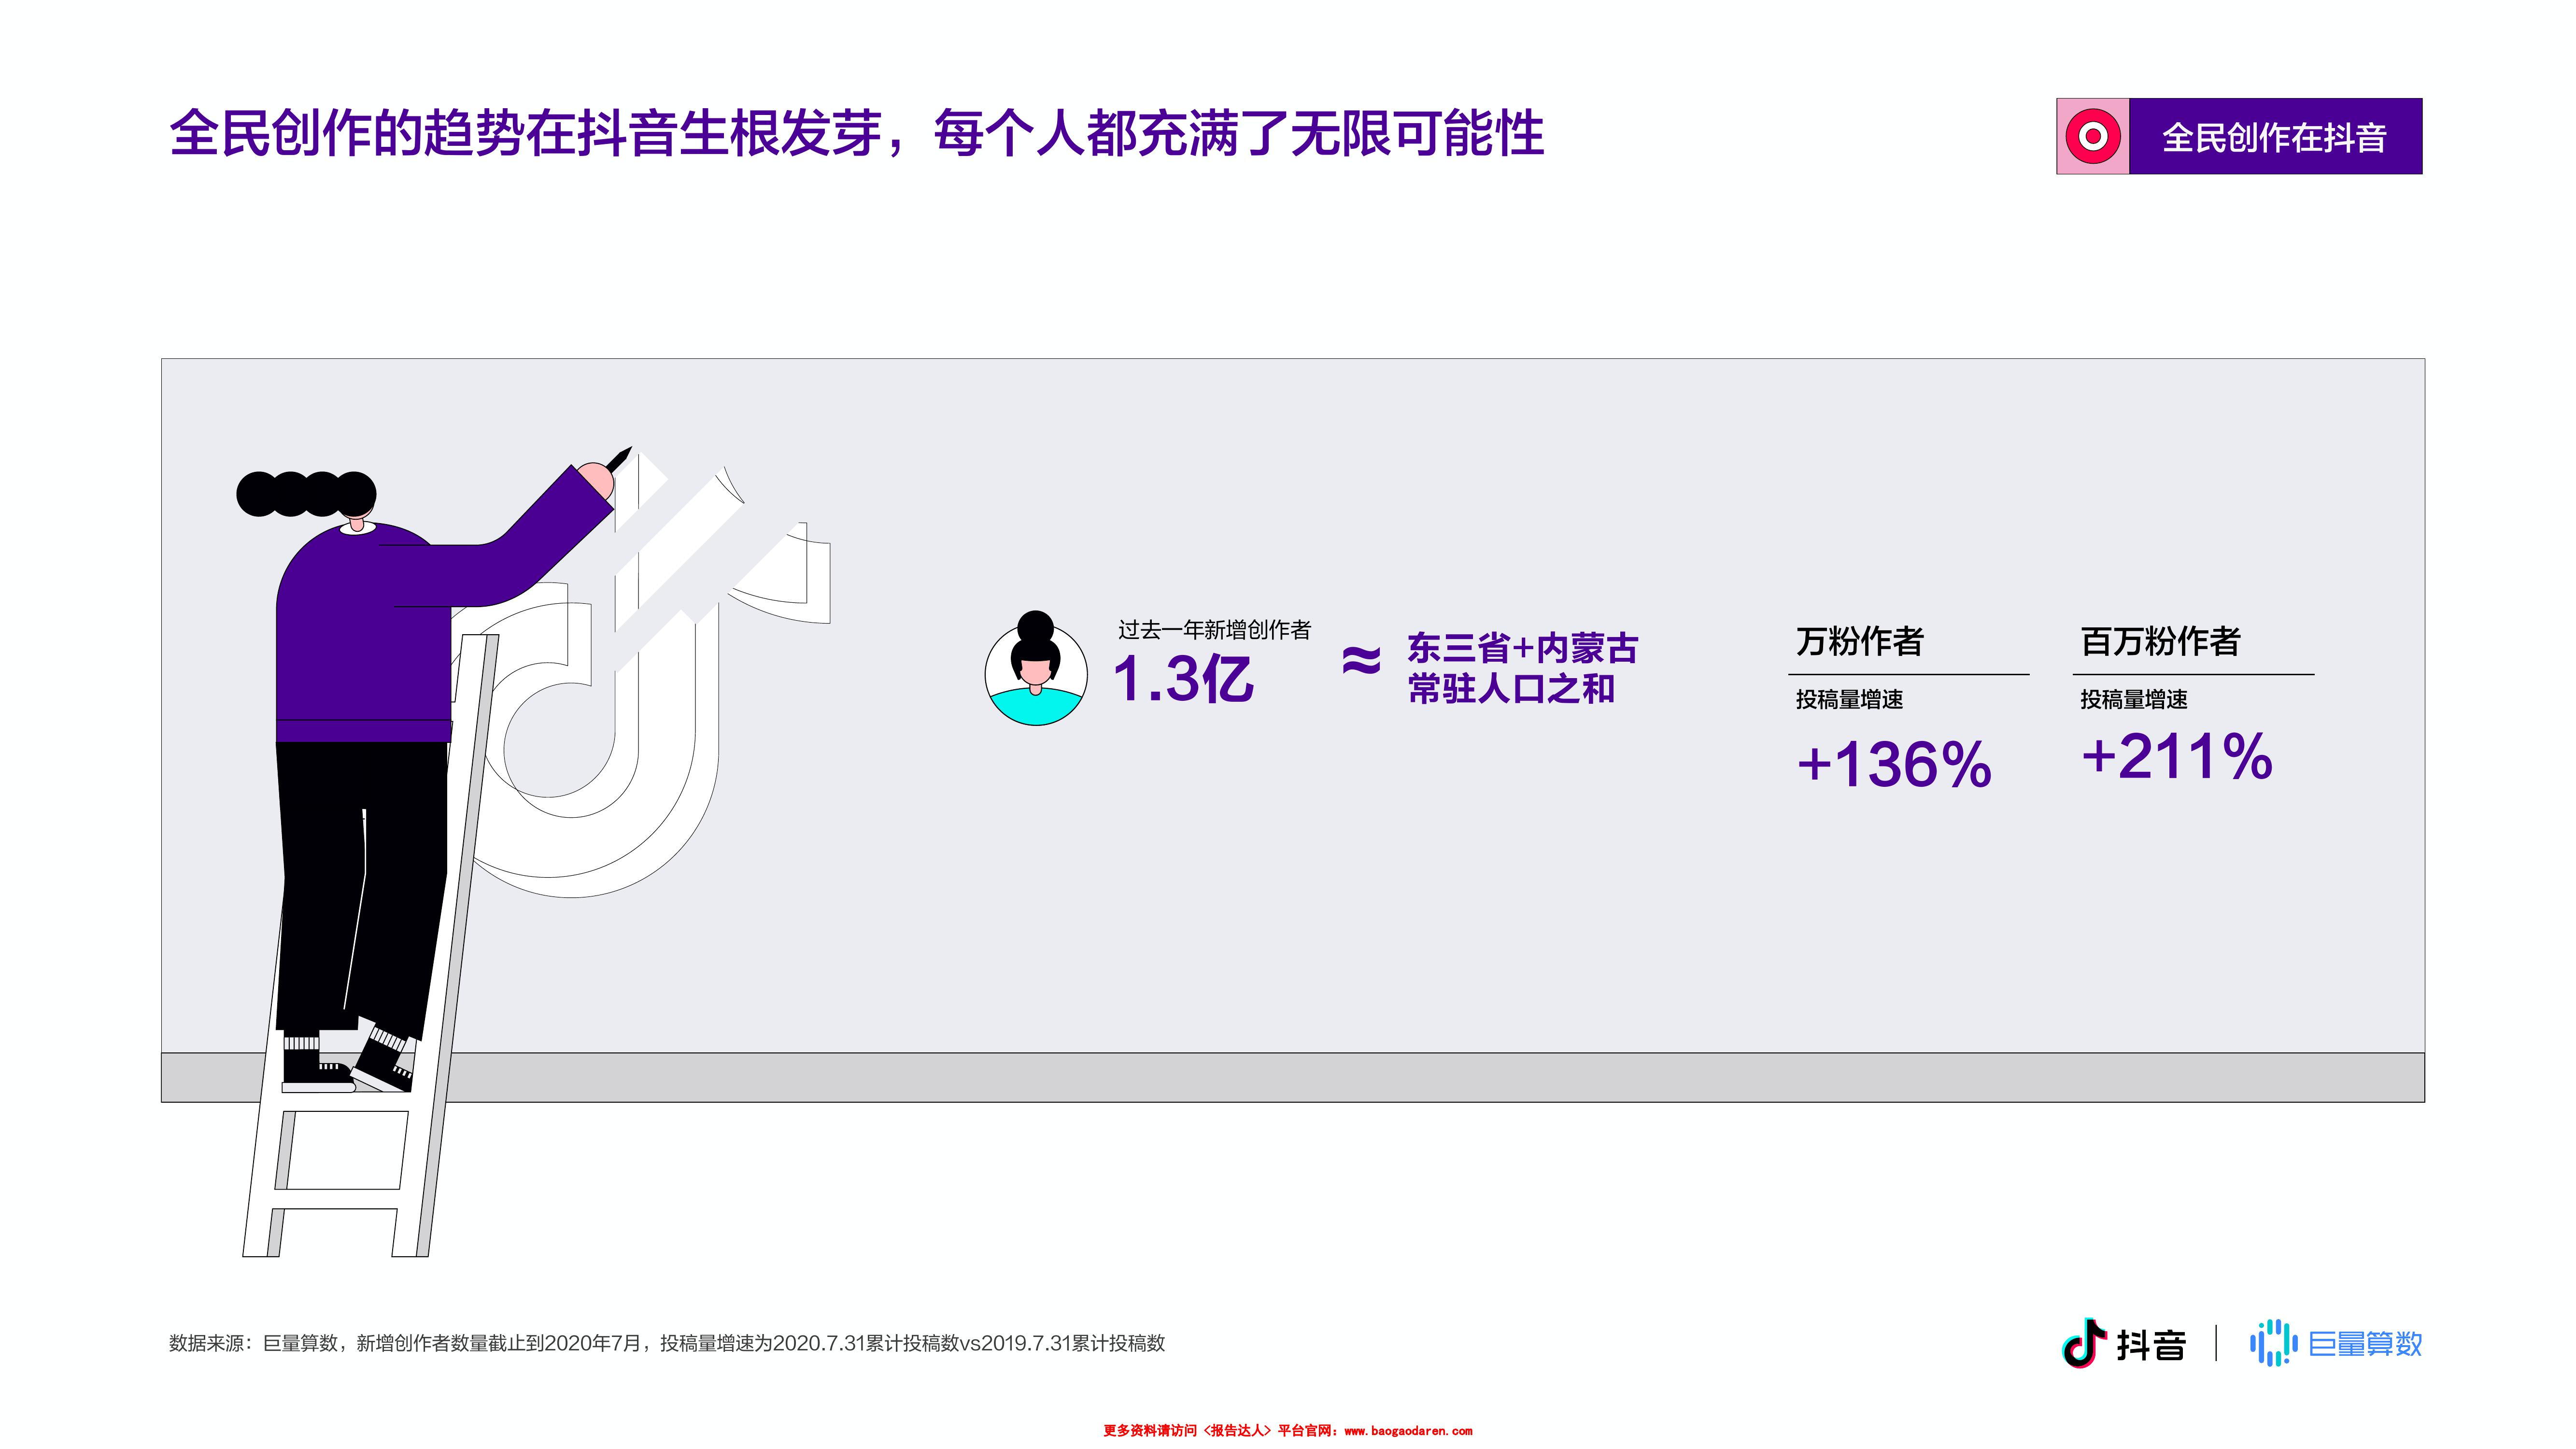 全民创作的趋势在抖音生根发芽，每个人都充满了无限可能性
全民创作在抖音
过去一年新增创作者
1.3亿
≈
东三省+内蒙古
常驻人口之和
万粉作者
投稿量增速
+136%
百万粉作者
投稿量增速
+211%
数据来源：巨量算数，新增创作者数量截止到2020年7月，投稿量增速为2020.7.31累计投稿数vs2019.7.31累计投稿数
抖音
巨量算数
更多资料请访问《报告达人》平台官网：www.baogaodaren.com